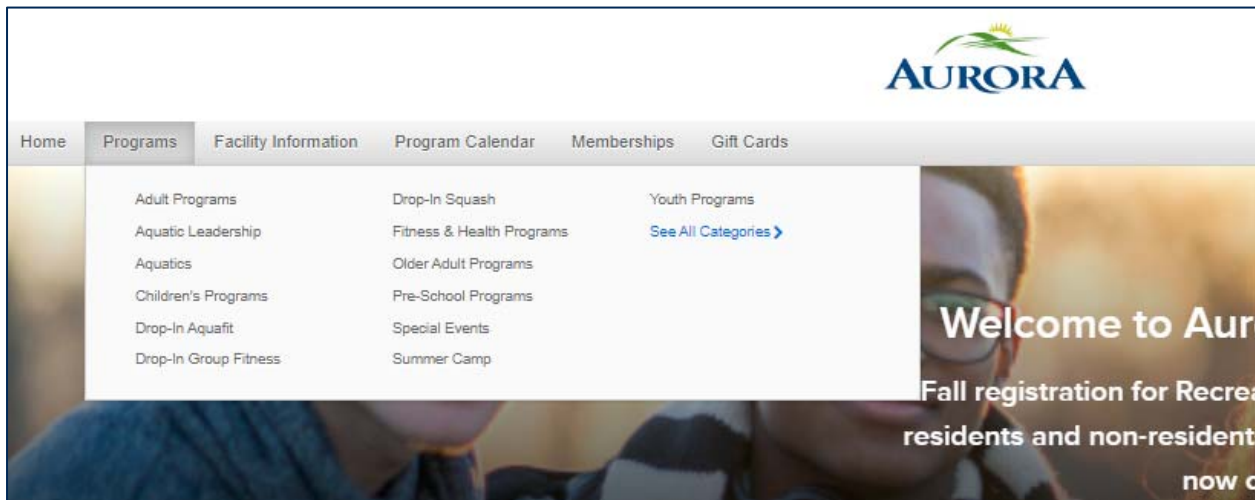 AURORA
Home Programs Facility Information Program Calendar Memberships Gift Cards
Adult Programs
Aquatic Leadership
Aquatics
Children's Programs
Drop-In Aquafit
Drop-In Group Fitness
Drop-In Squash
Fitness & Health Programs
Older Adult Programs
Pre-School Programs
Special Events
Summer Camp
Youth Programs
See All Categories
Welcome to Aur
Fall registration for Recrea
residents and non-resident
now